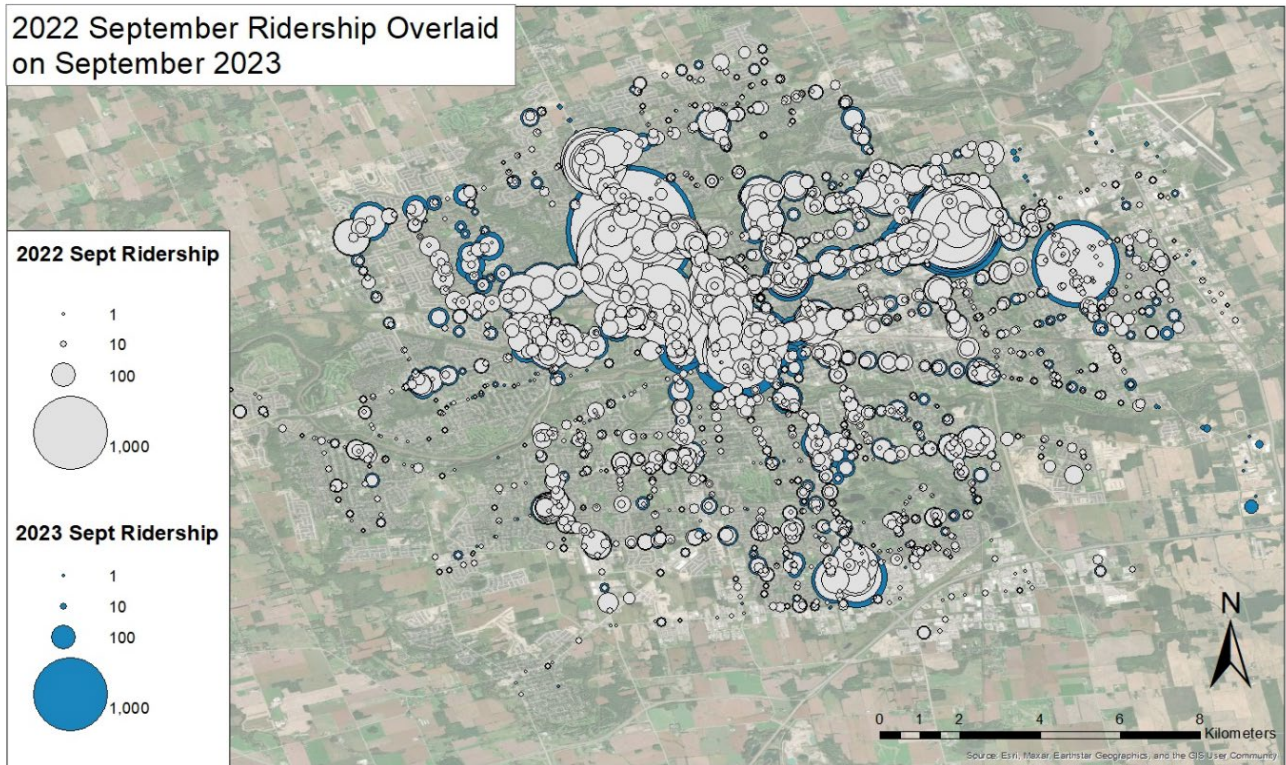 2022 September Ridership Overlaid
on September 2023
2022 Sept Ridership
1
10
100
1,000
2023 Sept Ridership
1
10
100
1,000
N
0 1 2 4 6 8
Kilometers
Source: Esri, Maxar, Earthstar Geographics, and the GIS User Community